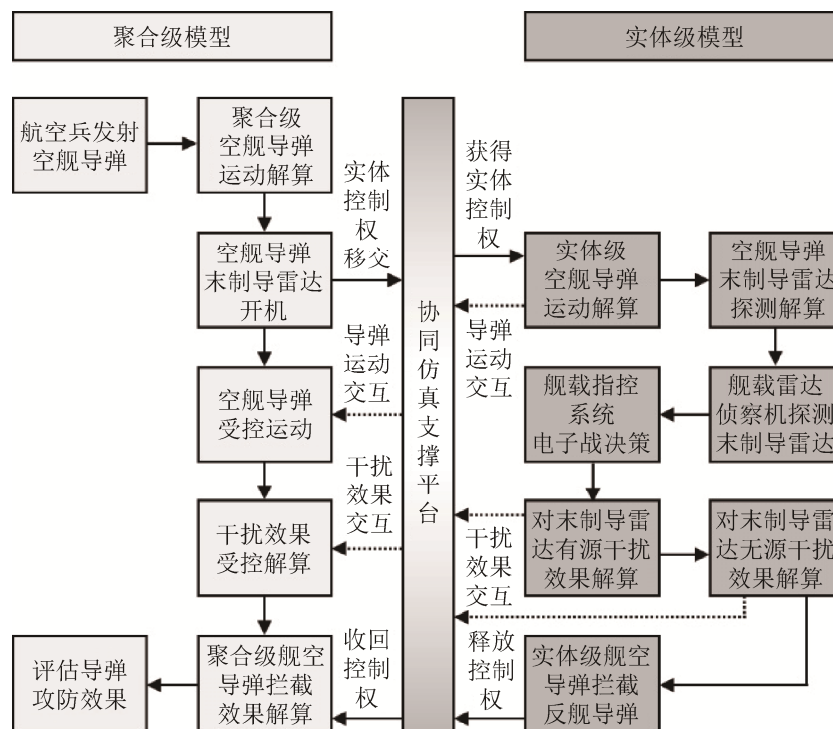 聚合级模型
实体级模型
航空兵发射
空舰导弹
聚合级
空舰导弹
运动解算
实体
控制
权
移交
获得
实体
控制
权
空舰导弹
末制导雷达
开机
实体级
空舰导弹
运动解算
空舰导弹
末制导雷达
探测解算
协
同
仿
真
支
撑
平
台
导弹
运动
交互
导弹
运动
交互
空舰导弹
受控运动
舰载指控
系统
电子战决策
舰载雷达
侦察机探测
末制导雷达
干扰
效果
交互
干扰效果
受控解算
干扰
效果
交互
对末制导雷
达有源干扰
效果解算
对末制导雷
达无源干扰
效果解算
评估导弹
攻防效果
聚合级舰空
导弹拦截
效果解算
收回
控制
权
释放
控制
权
实体级舰空
导弹拦截
反舰导弹